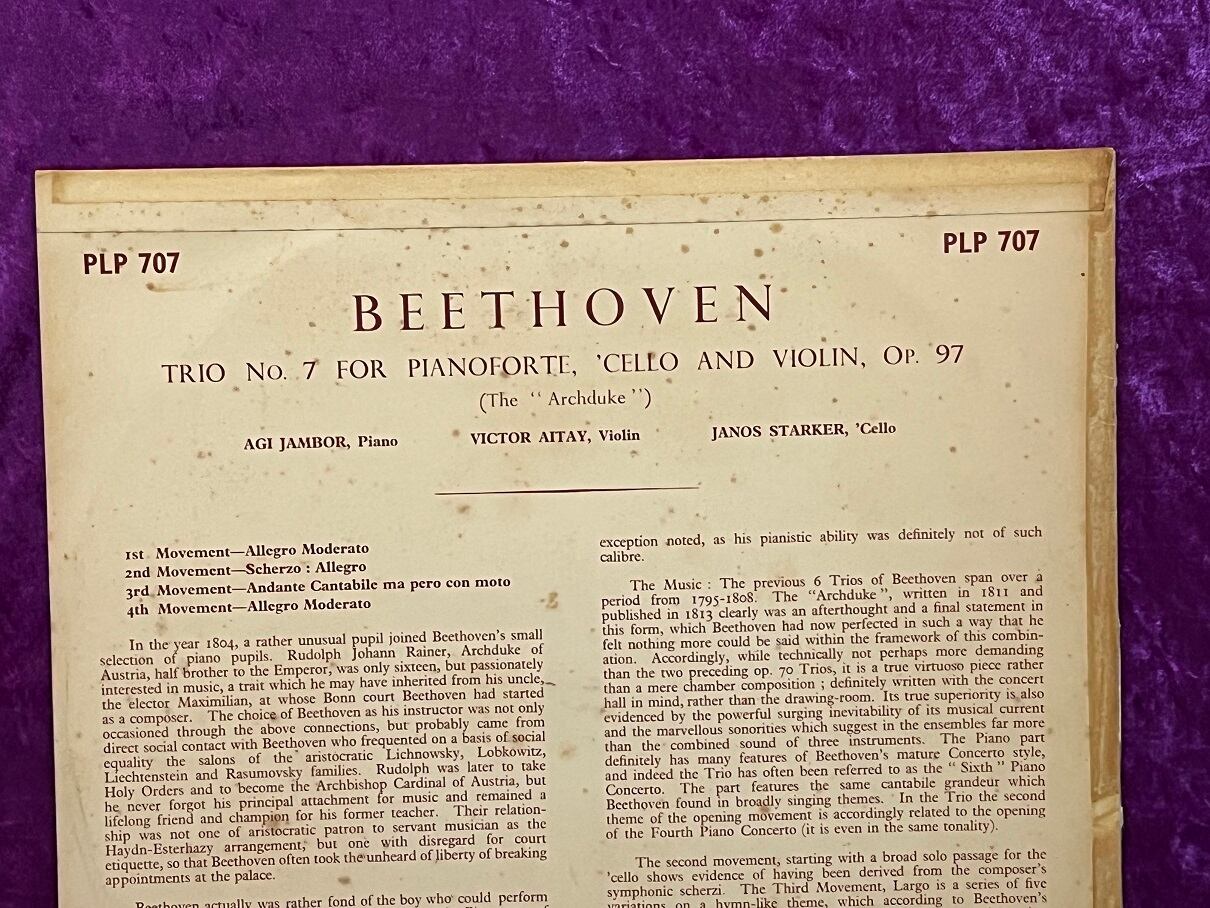 PLP 707
PLP 707
BEETHOVEN
TRIO No. 7 FOR PIANOFORTE, 'CELLO AND VIOLIN, Op. 97
(The "Archduke")
AGI JAMBOR, Piano VICTOR AITAY, Violin JANOS STARKER, 'Cello
1st Movement—Allegro Moderato
2nd Movement—Scherzo : Allegro
3rd Movement—Andante Cantabile ma pero con moto
4th Movement—Allegro Moderato
In the year 1804, a rather unusual pupil joined Beethoven's small
selection of piano pupils. Rudolph Johann Rainer, Archduke of
Austria, half brother to the Emperor, was only sixteen, but passionately
interested in music, a trait which he may have inherited from his uncle,
the elector Maximilian, at whose Bonn court Beethoven had started
as a composer. The choice of Beethoven as his instructor was not only
occasioned through the above connections, but probably came from
direct social contact with Beethoven who frequented on a basis of social
equality the salons of the aristocratic Lichnowsky, Lobkowitz,
Liechtenstein and Rasumovsky families. Rudolph was later to take
Holy Orders and to become the Archbishop Cardinal of Austria, but
he never forgot his principal attachment for music and remained a
lifelong friend and champion for his former teacher. Their relation-
ship was not one of aristocratic patron to servant musician as the
Haydn-Esterhazy arrangement, but one with disregard for court
etiquette, so that Beethoven often took the unheard of liberty of breaking
appointments at the palace.
Beethoven actually was rather fond of the boy who could perform
exception noted, as his pianistic ability was definitely not of such
calibre.
The Music : The previous 6 Trios of Beethoven span over a
period from 1795-1808. The "Archduke", written in 1811 and
published in 1813 clearly was an afterthought and a final statement in
this form, which Beethoven had now perfected in such a way that he
felt nothing more could be said within the framework of this combin-
ation. Accordingly, while technically not perhaps more demanding
than the two preceding op. 70 Trios, it is a true virtuoso piece rather
than a mere chamber composition ; definitely written with the concert
hall in mind, rather than the drawing-room. Its true superiority is also
evidenced by the powerful surging inevitability of its musical current
and the marvellous sonorities which suggest in the ensembles far more
than the combined sound of three instruments. The Piano part
definitely has many features of Beethoven's mature Concerto style,
and indeed the Trio has often been referred to as the "Sixth" Piano
Concerto. The part features the same cantabile grandeur which
Beethoven found in broadly singing themes. In the Trio the second
theme of the opening movement is accordingly related to the opening
of the Fourth Piano Concerto (it is even in the same tonality).
The second movement, starting with a broad solo passage for the
'cello shows evidence of having been derived from the composer's
symphonic scherzi. The Third Movement, Largo is a series of five
variations on a hymn-like theme, which according to Beethoven's